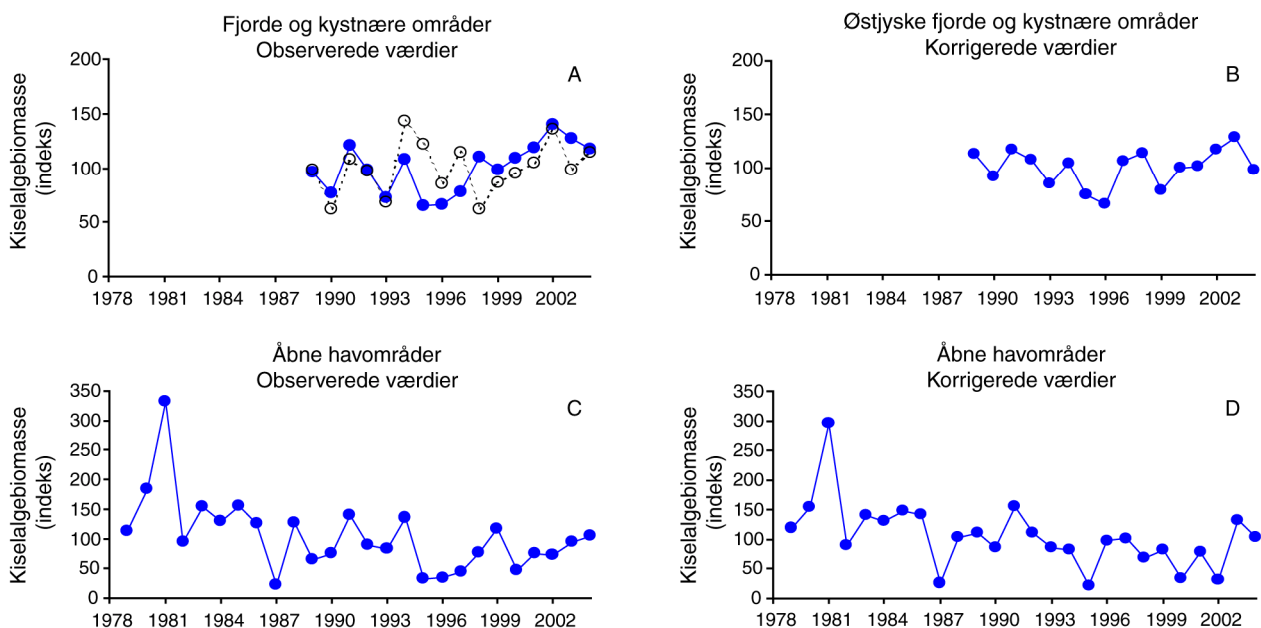 Fjorde og kystnære områder
Observerede værdier
A
Kiselalgebiomasse
(indeks)
200
150
100
50
0
1978 1981 1984 1987 1990 1993 1996 1999 2002
Østjyske fjorde og kystnære områder
Korrigerede værdier
B
Kiselalgebiomasse
(indeks)
200
150
100
50
0
1978 1981 1984 1987 1990 1993 1996 1999 2002
Åbne havområder
Observerede værdier
C
Kiselalgebiomasse
(indeks)
350
300
250
200
150
100
50
0
1978 1981 1984 1987 1990 1993 1996 1999 2002
Åbne havområder
Korrigerede værdier
D
Kiselalgebiomasse
(indeks)
350
300
250
200
150
100
50
0
1978 1981 1984 1987 1990 1993 1996 1999 2002